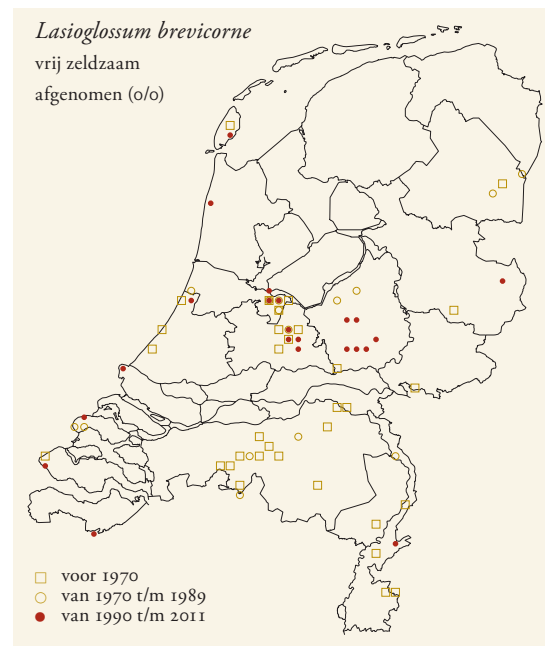 Lasioglossum brevicorne
vrij zeldzaam
afgenomen (0/0)
voor 1970
van 1970 t/m 1989
van 1990 t/m 2011